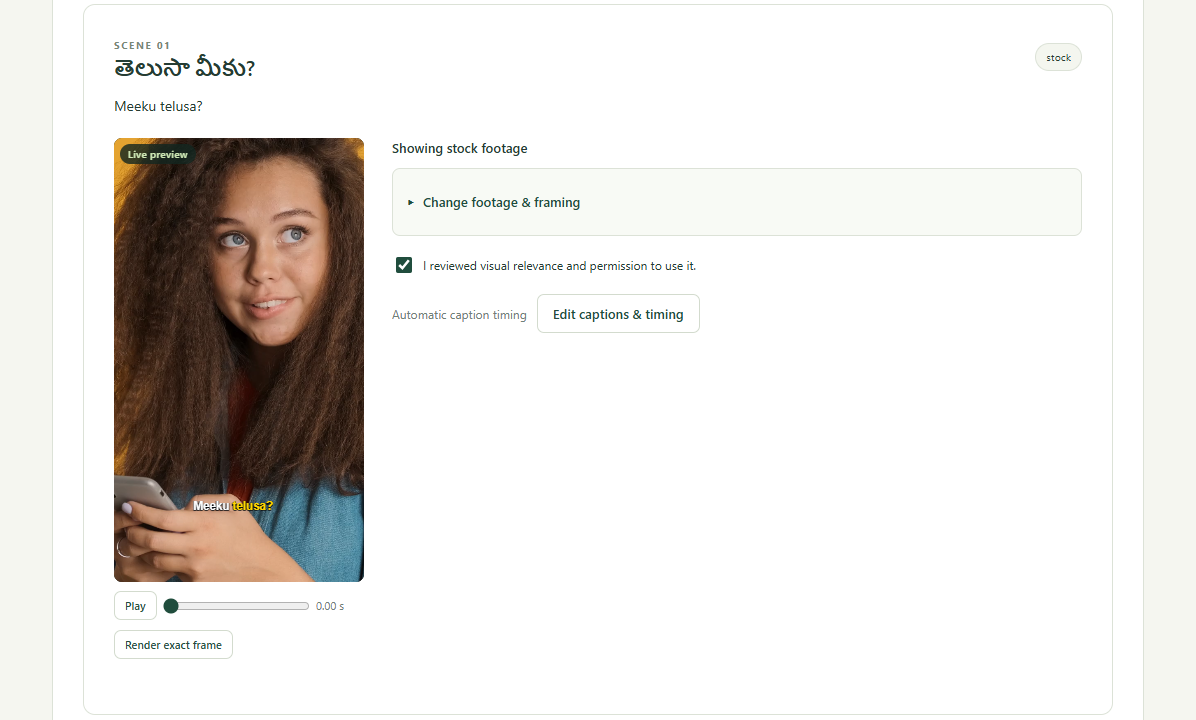 SCENE 01
తెలుసా మీకు?
stock
Meeku telusa?
Live preview
Meeku telusa?
Play
0.00 s
Render exact frame
Showing stock footage
▸ Change footage & framing
I reviewed visual relevance and permission to use it.
Automatic caption timing
Edit captions & timing